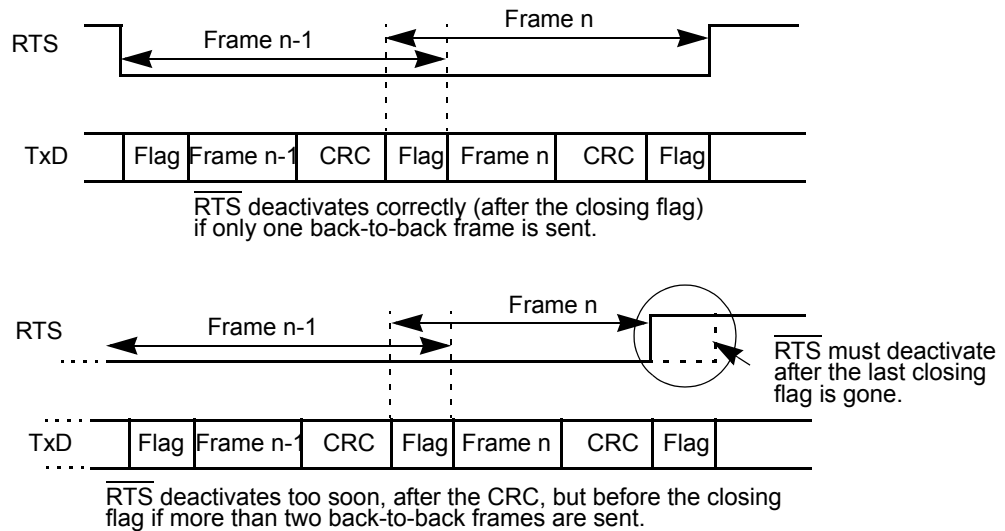 Frame n
RTS
Frame n-1
TxD
Flag Frame n-1 CRC Flag Frame n CRC Flag
RTS deactivates correctly (after the closing flag)
if only one back-to-back frame is sent.
Frame n
RTS
Frame n-1
RTS must deactivate
after the last closing
flag is gone.
TxD
Flag Frame n-1 CRC Flag Frame n CRC Flag
RTS deactivates too soon, after the CRC, but before the closing
flag if more than two back-to-back frames are sent.